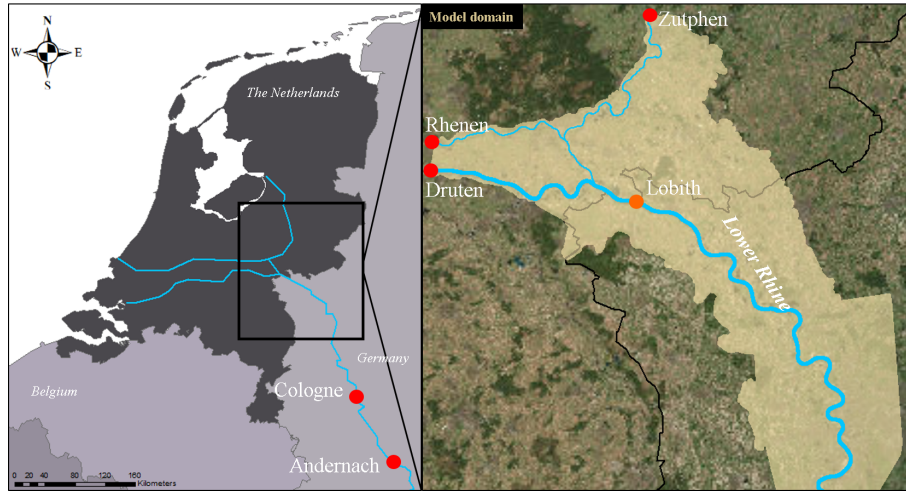 N
W E
S
The Netherlands
Germany
Belgium
Cologne
Andernach
0 20 40 80 120 160
Kilometers
Model domain
Zutphen
Rhenen
Druten
Lobith
Lower Rhine